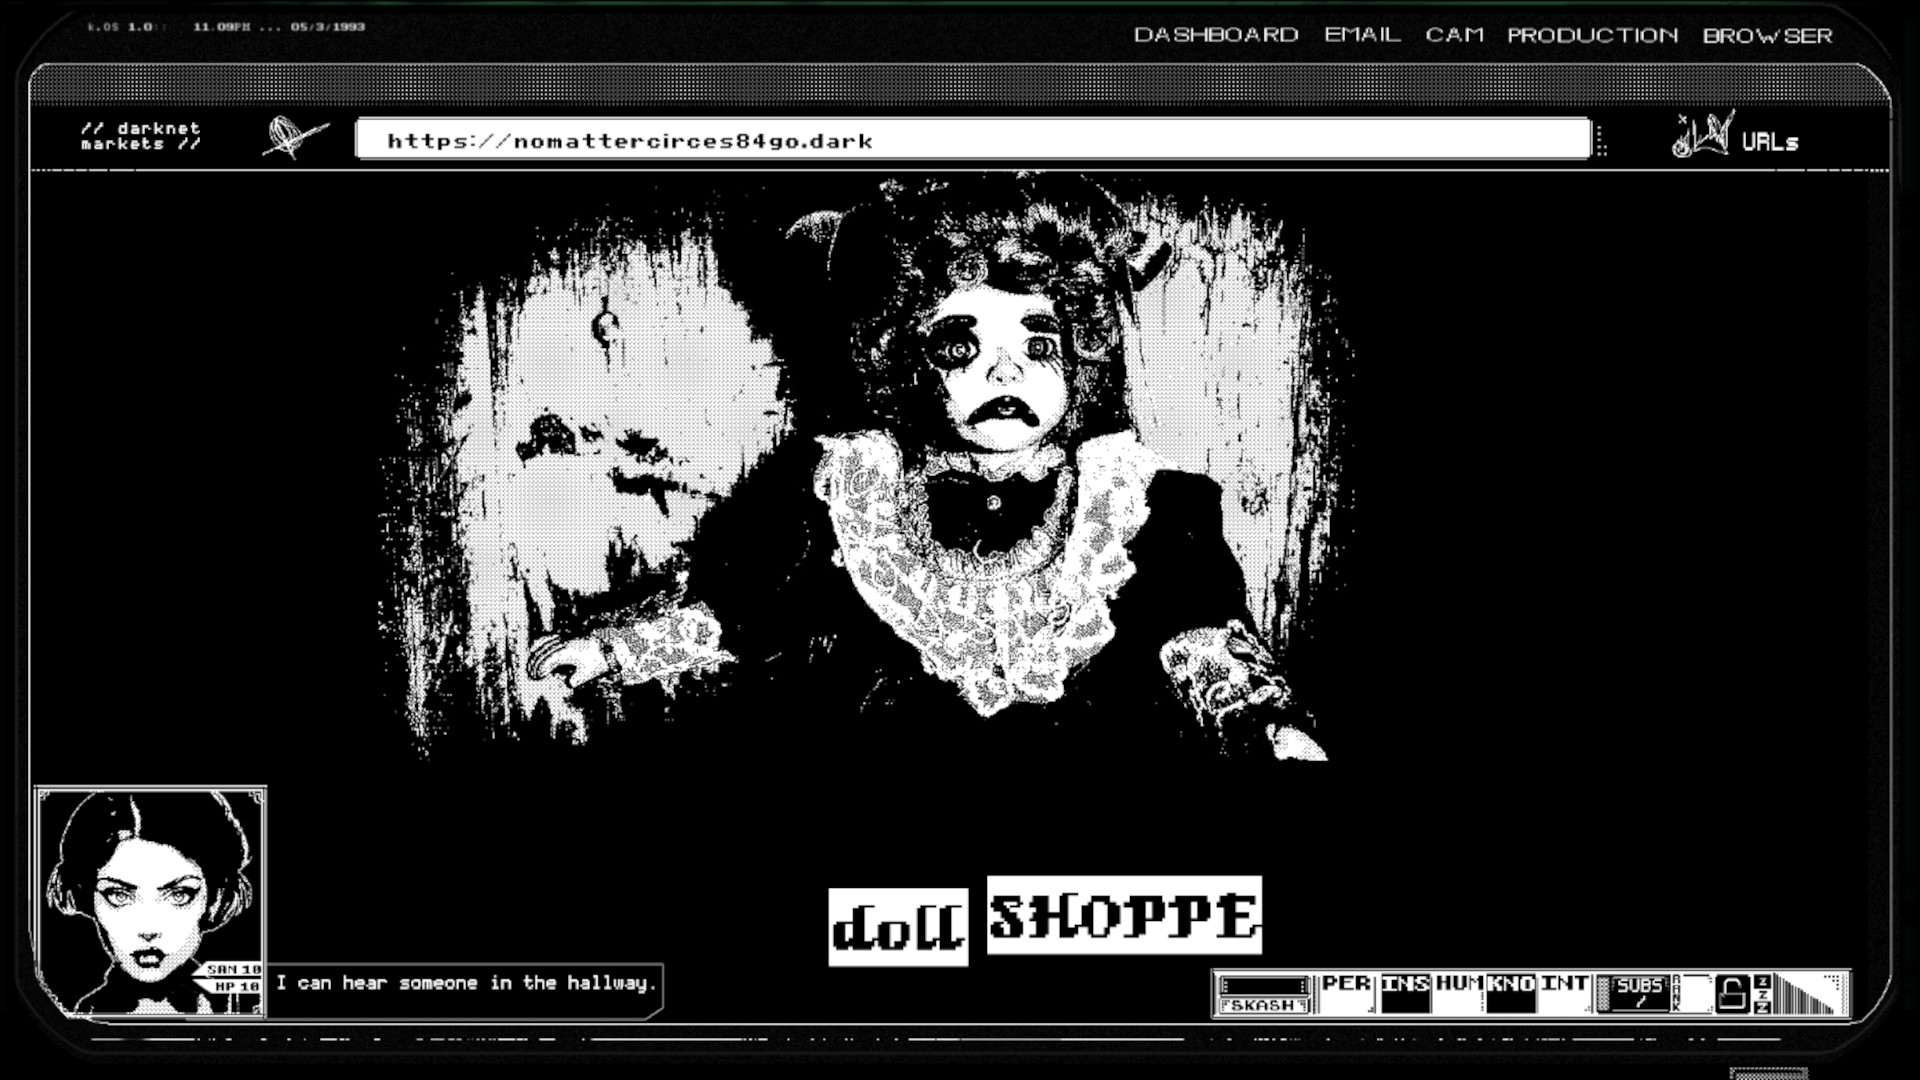 k.OS 1.0:: 11.09PM ... 05/3/1993
DASHBOARD EMAIL CAM PRODUCTION BROWSER
// darknet
markets //
https://nomattercirces84go.dark
URLs
doll SHOPPE
SAN 10
HP 10
I can hear someone in the hallway.
PER INS HUM KNO INT
SUBS
/
RANK
ZZZ
"SKASH"